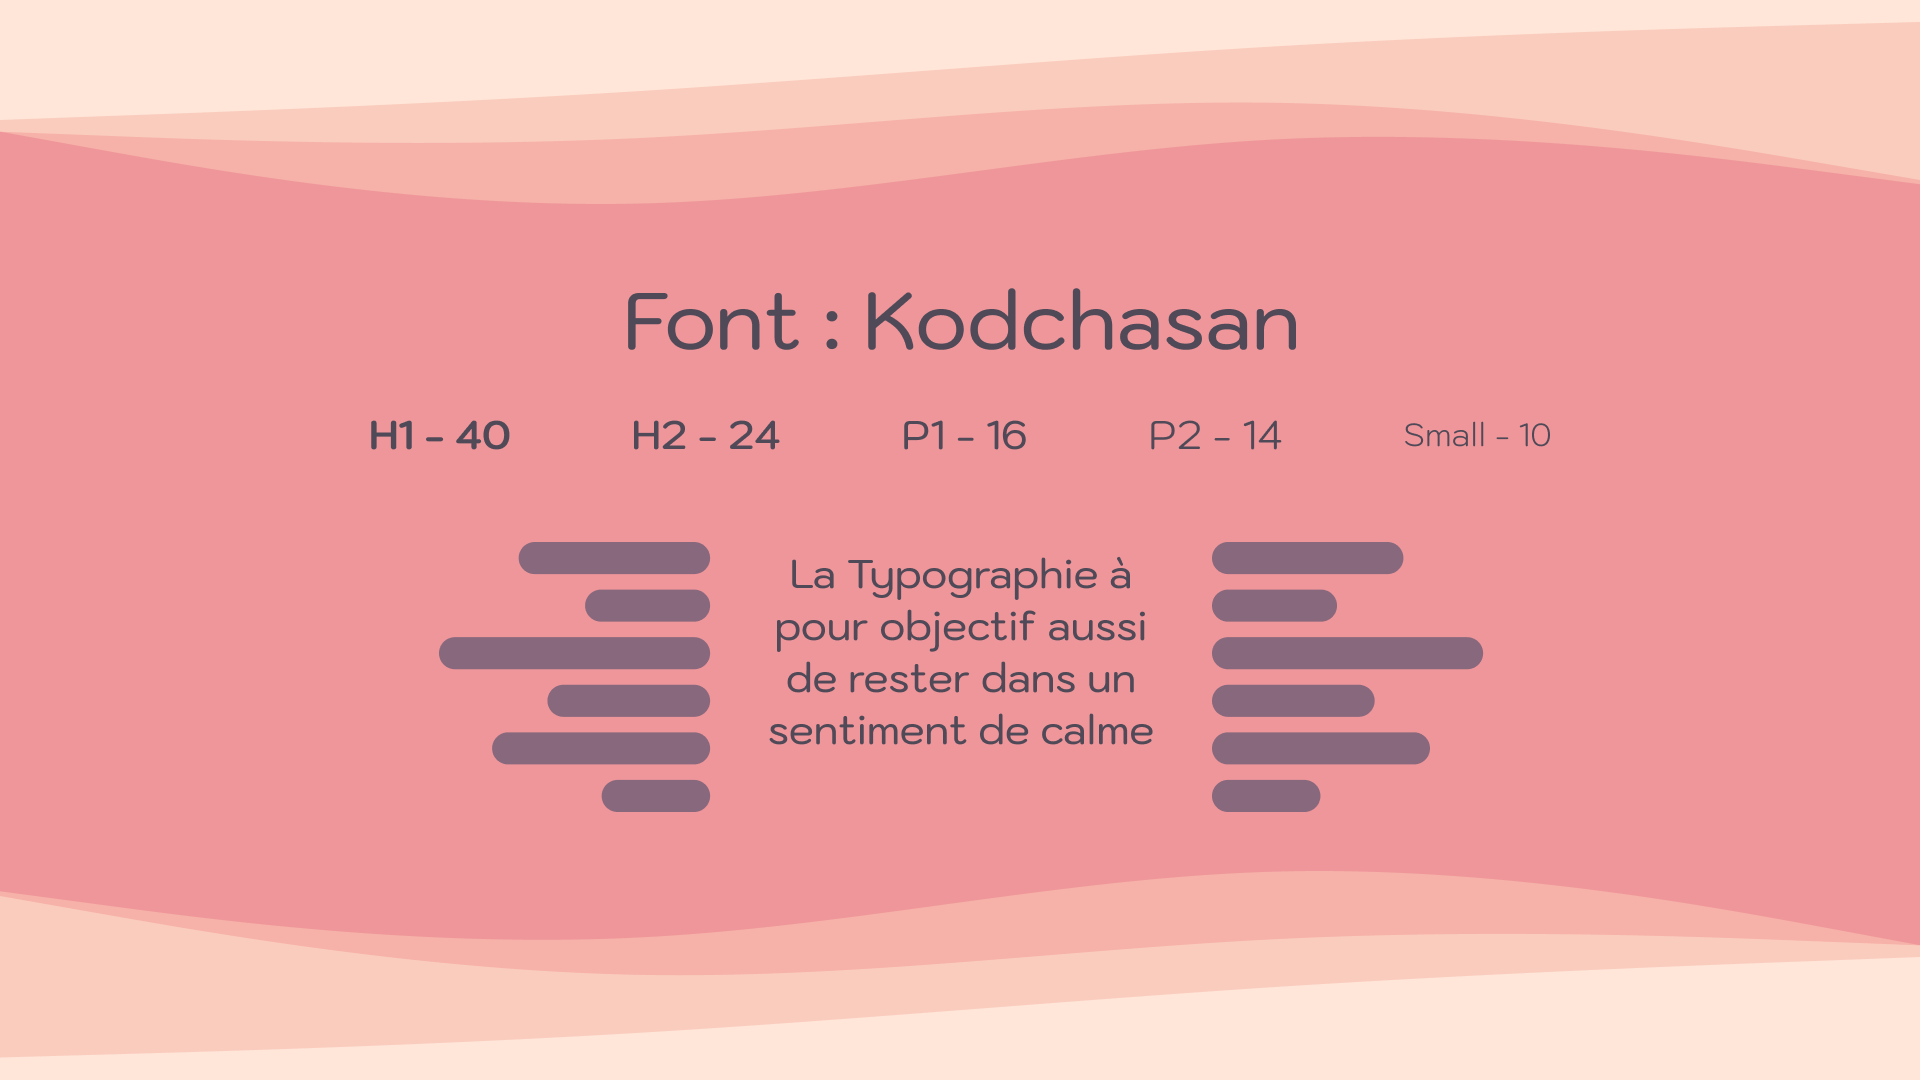 Font : Kodchasan
H1 - 40
H2 - 24
P1 - 16
P2 - 14
Small - 10
La Typographie à
pour objectif aussi
de rester dans un
sentiment de calme